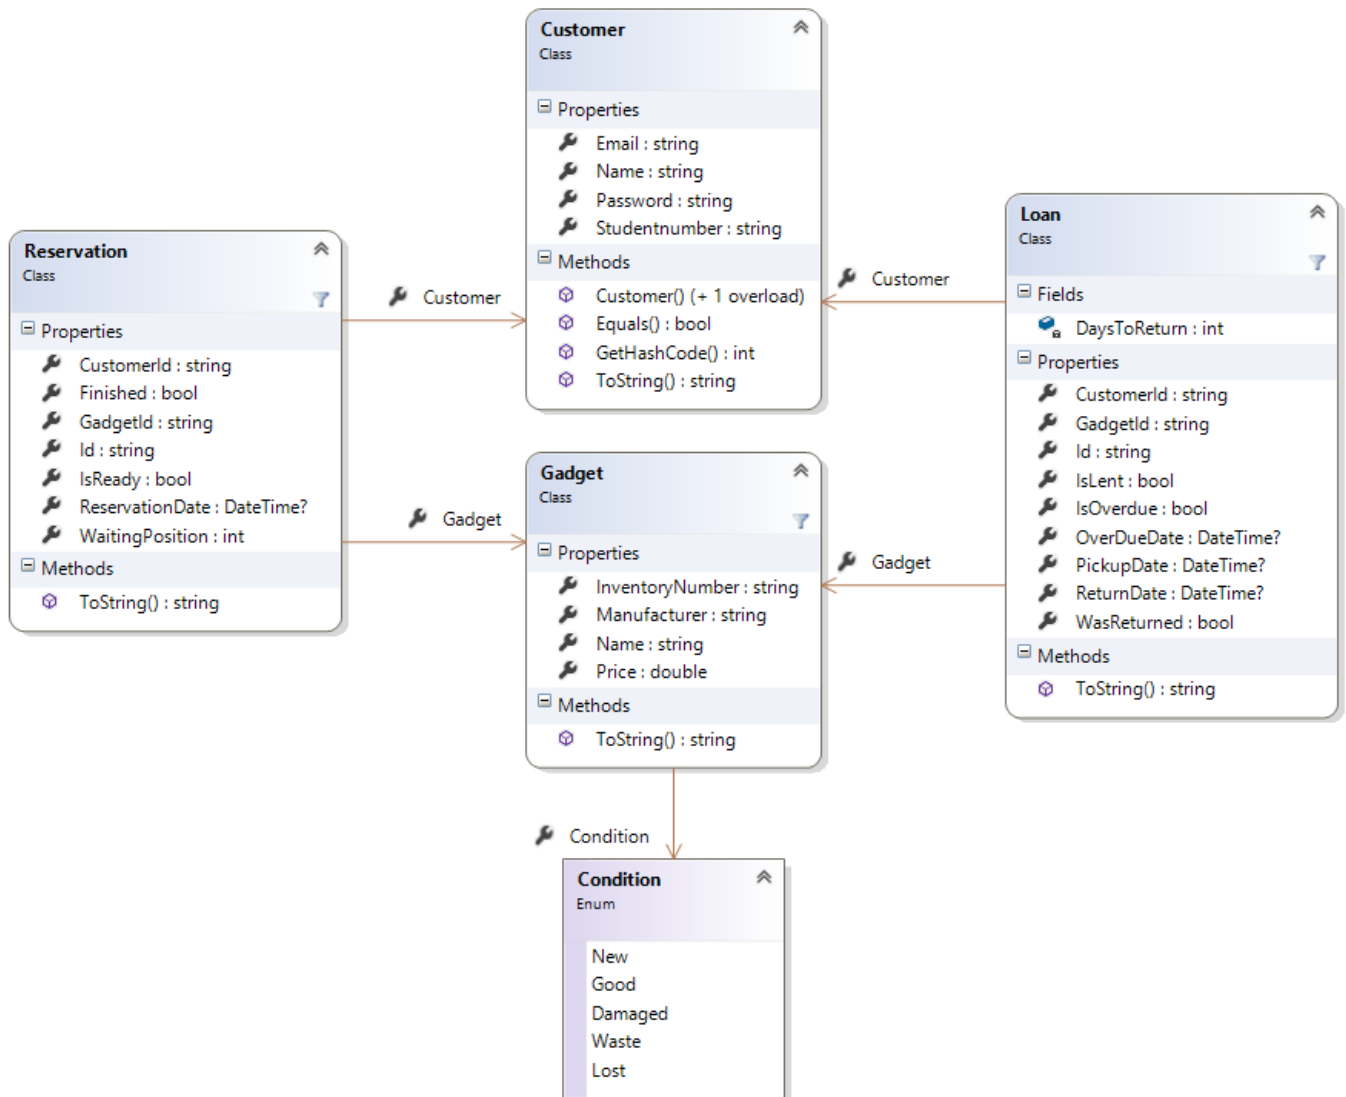 Customer
Class
Properties
Email : string
Name : string
Password : string
Studentnumber : string
Methods
Customer() (+ 1 overload)
Equals() : bool
GetHashCode() : int
ToString() : string
Reservation
Class
Properties
CustomerId : string
Finished : bool
GadgetId : string
Id : string
IsReady : bool
ReservationDate : DateTime?
WaitingPosition : int
Methods
ToString() : string
Customer
Gadget
Customer
Gadget
Loan
Class
Fields
DaysToReturn : int
Properties
CustomerId : string
GadgetId : string
Id : string
IsLent : bool
IsOverdue : bool
OverDueDate : DateTime?
PickupDate : DateTime?
ReturnDate : DateTime?
WasReturned : bool
Methods
ToString() : string
Gadget
Class
Properties
InventoryNumber : string
Manufacturer : string
Name : string
Price : double
Methods
ToString() : string
Condition
Condition
Enum
New
Good
Damaged
Waste
Lost